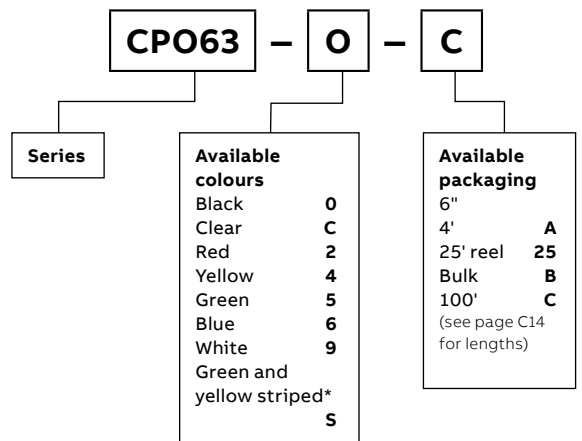 CPO63 – O – C
Series
Available
colours
Black 0
Clear C
Red 2
Yellow 4
Green 5
Blue 6
White 9
Green and
yellow striped*
S
Available
packaging
6"
4' A
25' reel 25
Bulk B
100' C
(see page C14
for lengths)